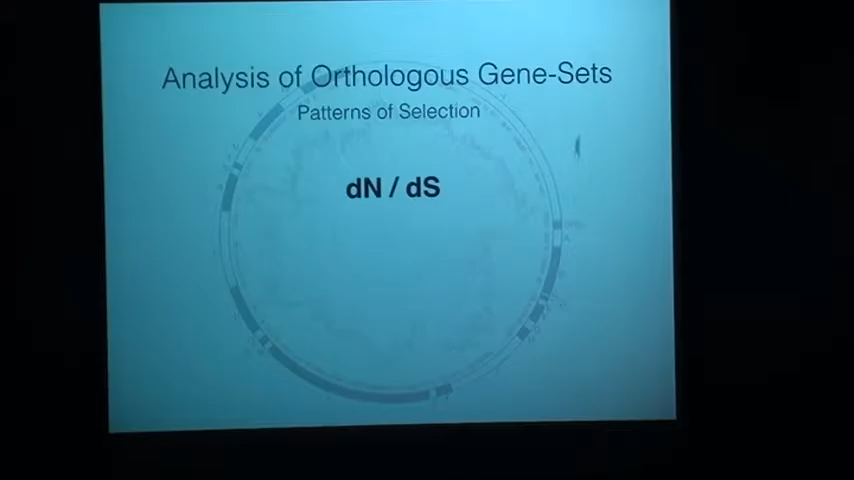 Analysis of Orthologous Gene-Sets
Patterns of Selection
dN / dS